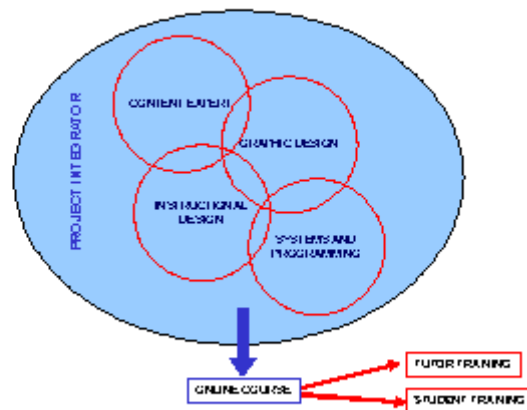 PROJECT INTEGRATOR
CONTENT EXPERT
GRAPHIC DESIGN
INSTRUCTIONAL
DESIGN
SYSTEMS AND
PROGRAMMING
ONLINE COURSE
TUTOR TRAINING
STUDENT TRAINING